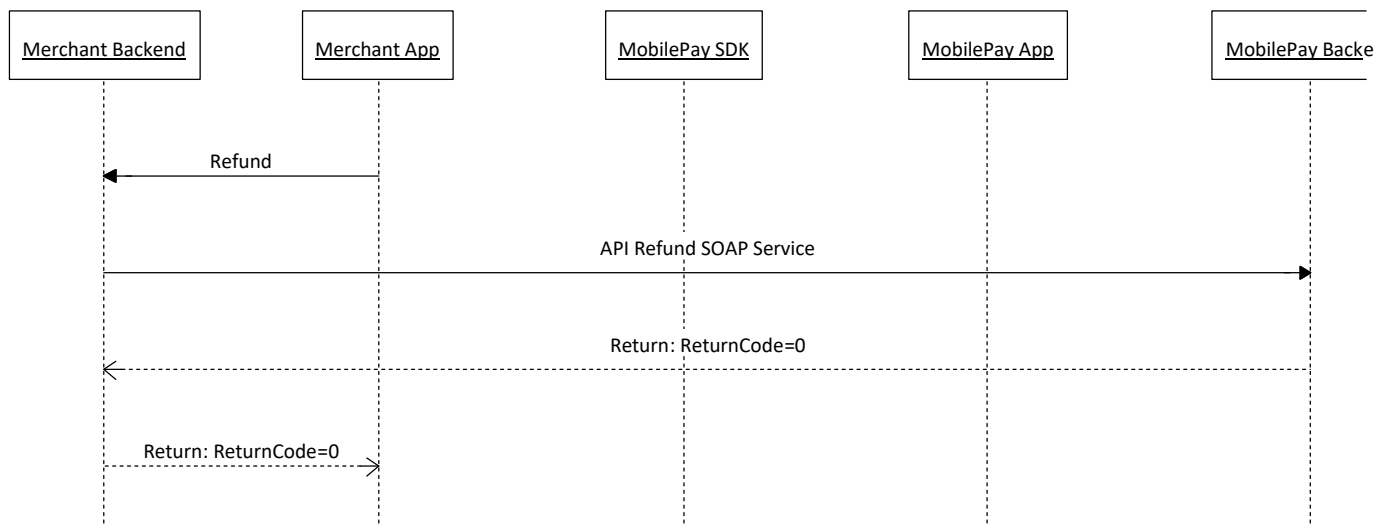 Merchant Backend
Merchant App
MobilePay SDK
MobilePay App
MobilePay Backe
Refund
API Refund SOAP Service
Return: ReturnCode=0
Return: ReturnCode=0